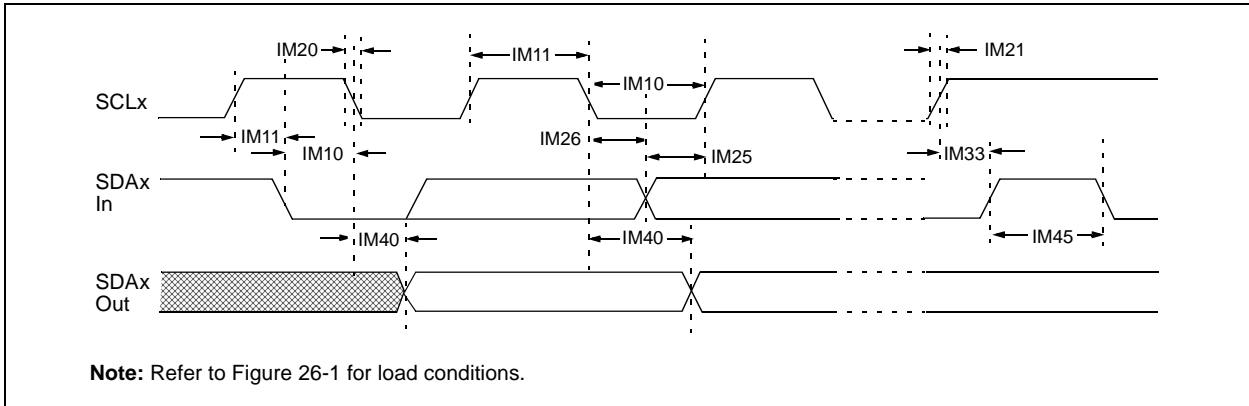 IM20
IM11
IM21
IM10
SCLx
IM11
IM26
IM10
IM25
IM33
SDAx
In
IM40
IM40
IM45
SDAx
Out
Note: Refer to Figure 26-1 for load conditions.